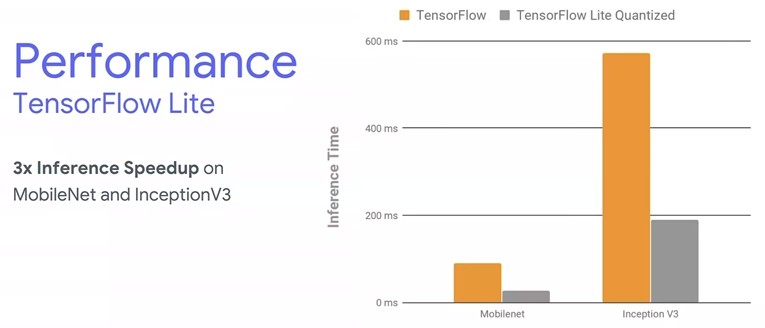 Performance
TensorFlow Lite
3x Inference Speedup on
MobileNet and InceptionV3
TensorFlow
TensorFlow Lite Quantized
Inference Time
600 ms
400 ms
200 ms
0 ms
Mobilenet
Inception V3